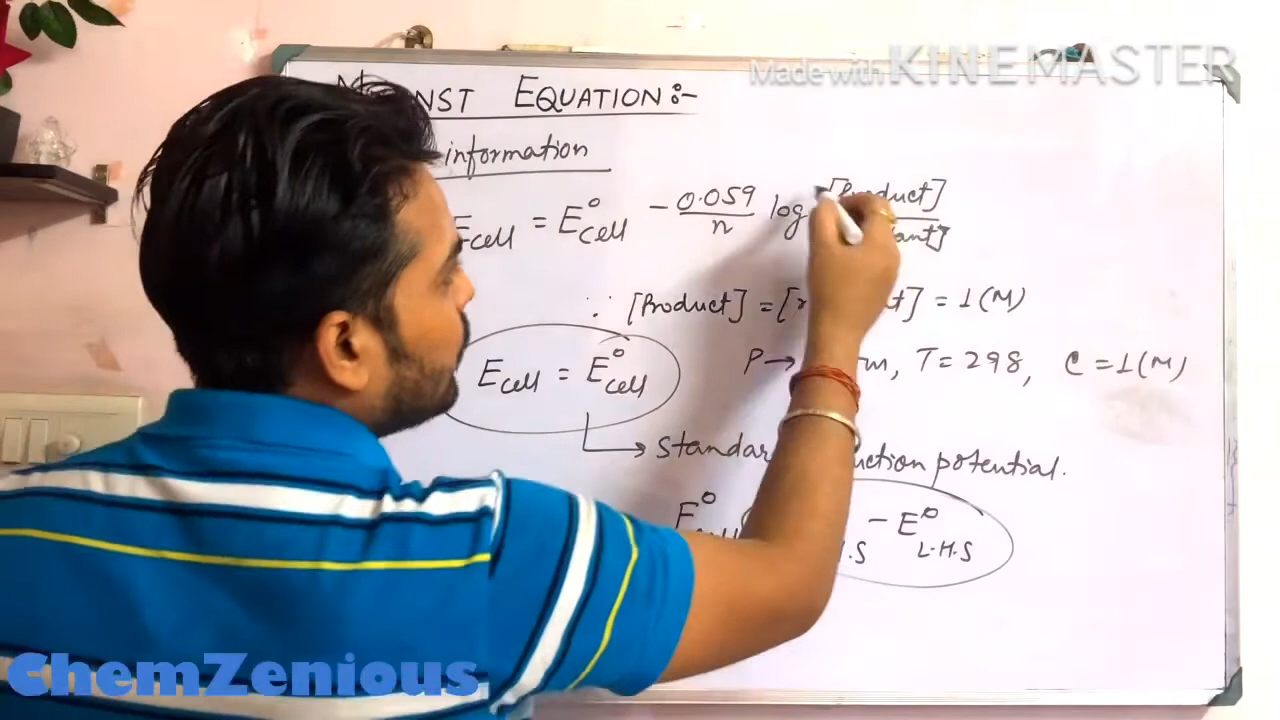 Made with KINEMASTER
NST EQUATION:-
information
Ecell = E°cell - 0.059/n log [Product]/ant]
∵ [Product] = [ ] = 1(M)
Ecell = E°cell
P→ T = 298, C = 1(M)
potential.
- E°L.H.S
ChemZenious